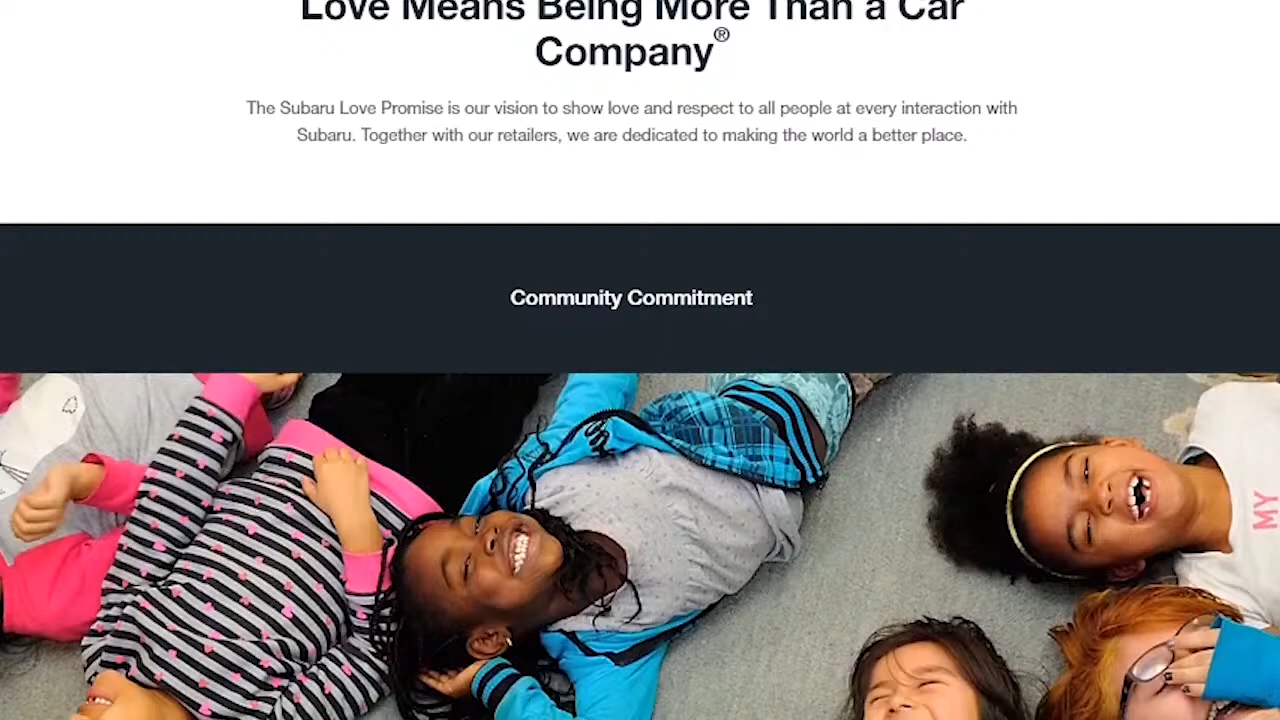 Love Means Being More Than a Car
Company®
The Subaru Love Promise is our vision to show love and respect to all people at every interaction with
Subaru. Together with our retailers, we are dedicated to making the world a better place.
Community Commitment
MY